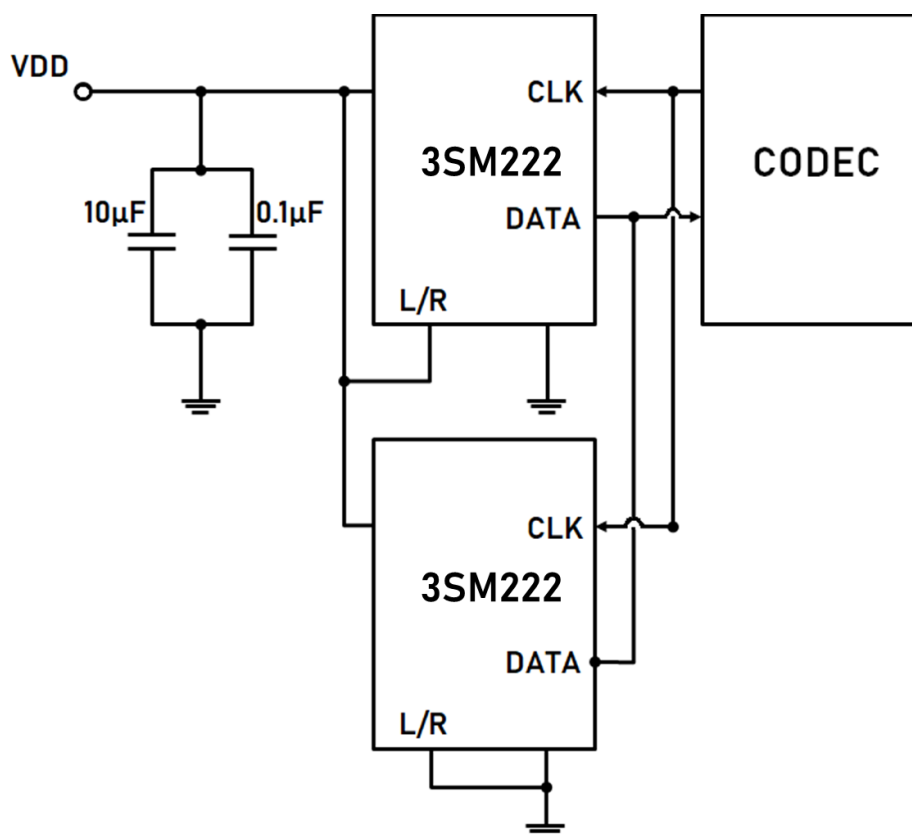 VDD
CLK
3SM222
CODEC
10μF
0.1μF
DATA
L/R
CLK
3SM222
DATA
L/R